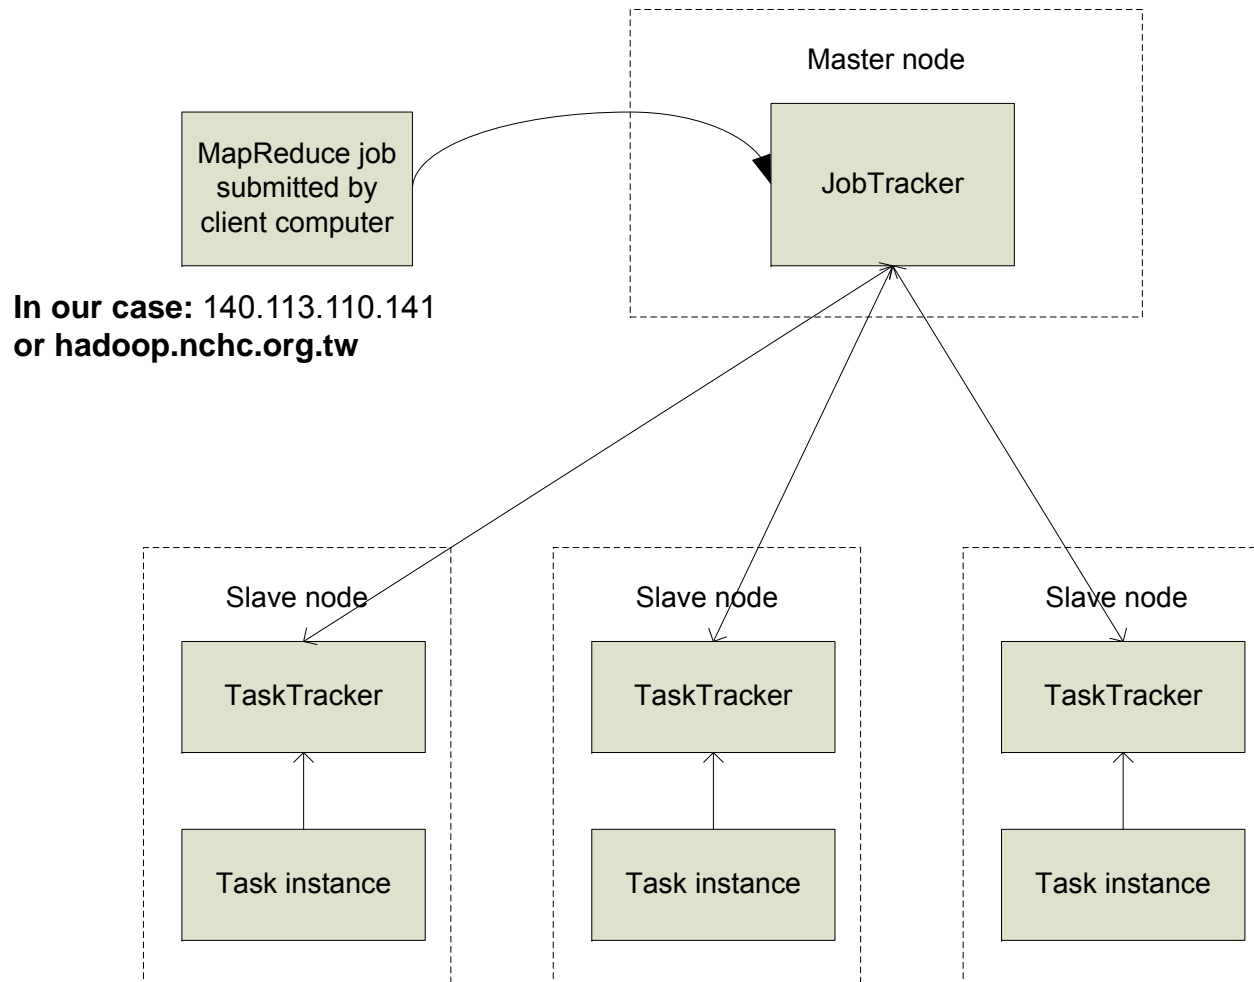 Master node
MapReduce job
submitted by
client computer
JobTracker
In our case: 140.113.110.141
or hadoop.nchc.org.tw
Slave node
Slave node
Slave node
TaskTracker
TaskTracker
TaskTracker
Task instance
Task instance
Task instance